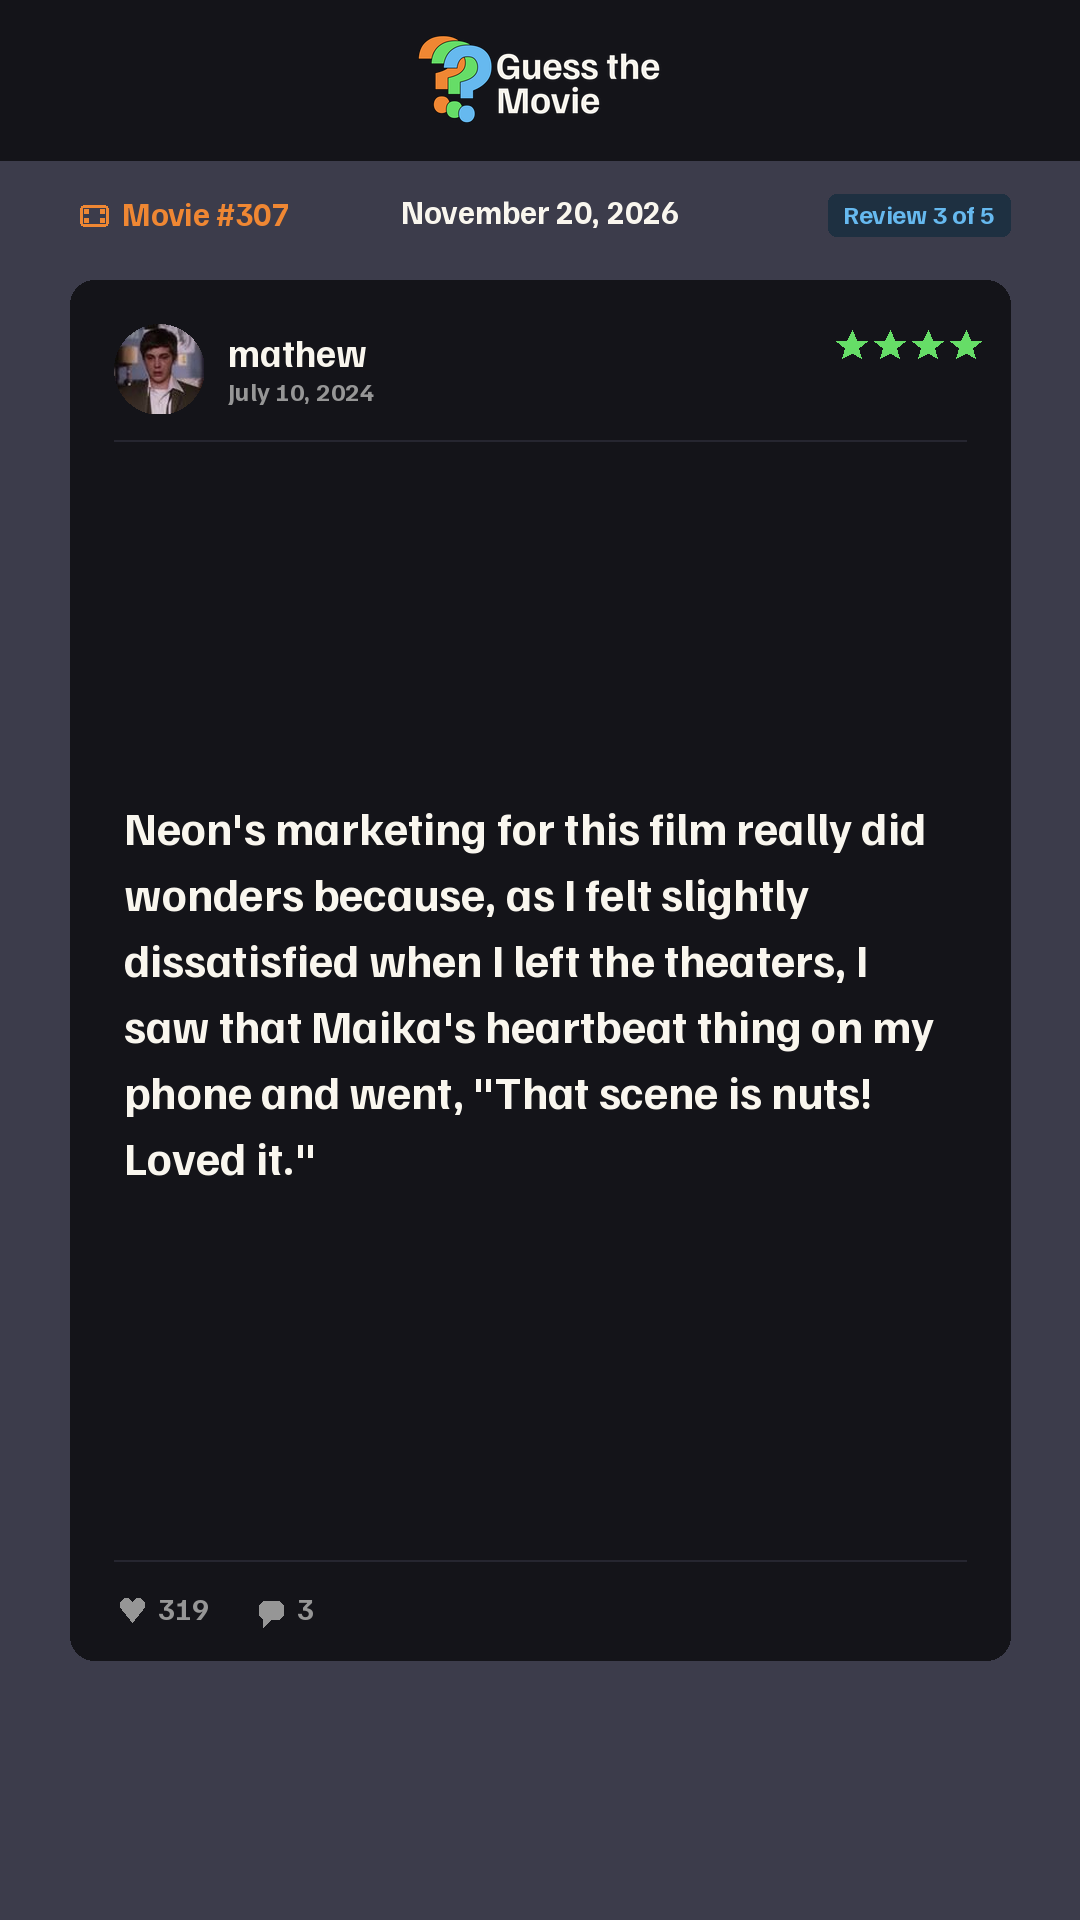 Guess the
Movie
Movie #307
November 20, 2026
Review 3 of 5
mathew
July 10, 2024
Neon's marketing for this film really did
wonders because, as I felt slightly
dissatisfied when I left the theaters, I
saw that Maika's heartbeat thing on my
phone and went, "That scene is nuts!
Loved it."
319
3